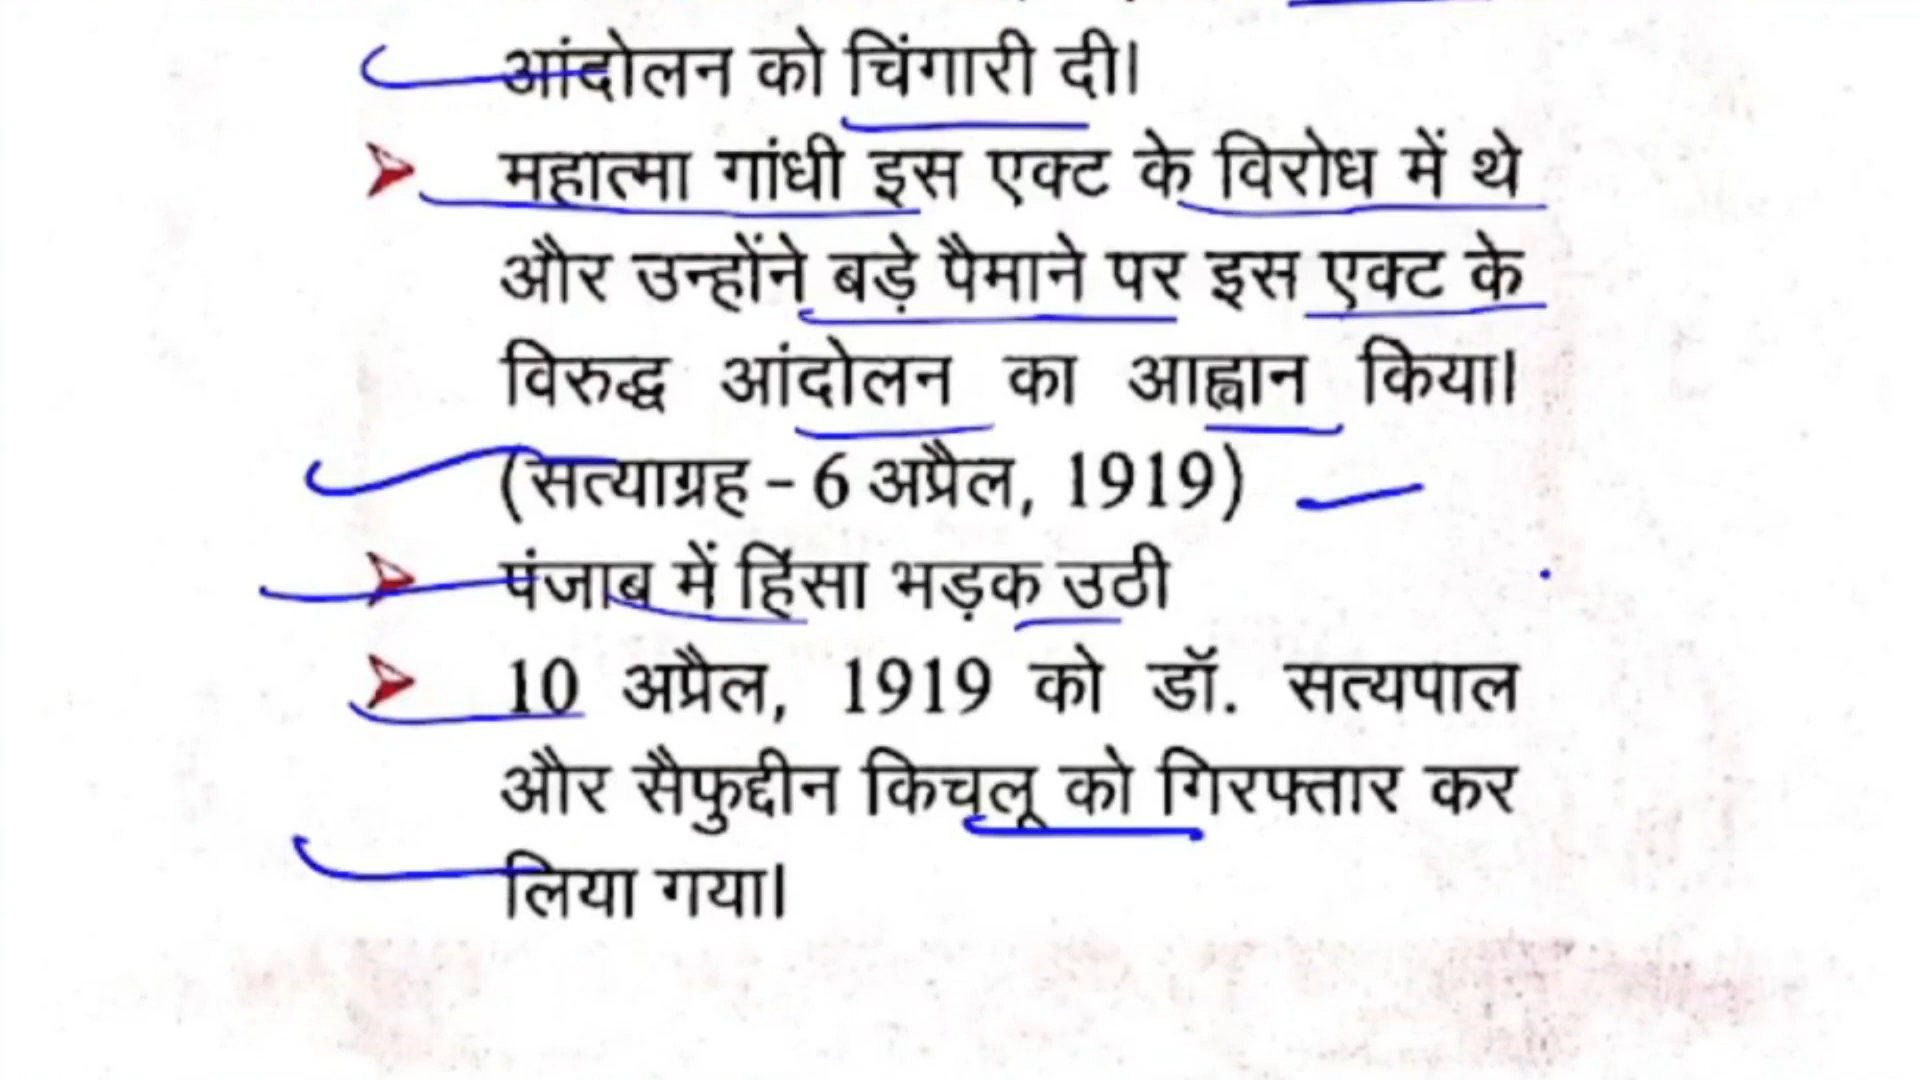 आंदोलन को चिंगारी दी।
महात्मा गांधी इस एक्ट के विरोध में थे
और उन्होंने बड़े पैमाने पर इस एक्ट के
विरुद्ध आंदोलन का आह्वान किया।
(सत्याग्रह - 6 अप्रैल, 1919)
पंजाब में हिंसा भड़क उठी
10 अप्रैल, 1919 को डॉ. सत्यपाल
और सैफुद्दीन किचलू को गिरफ्तार कर
लिया गया।